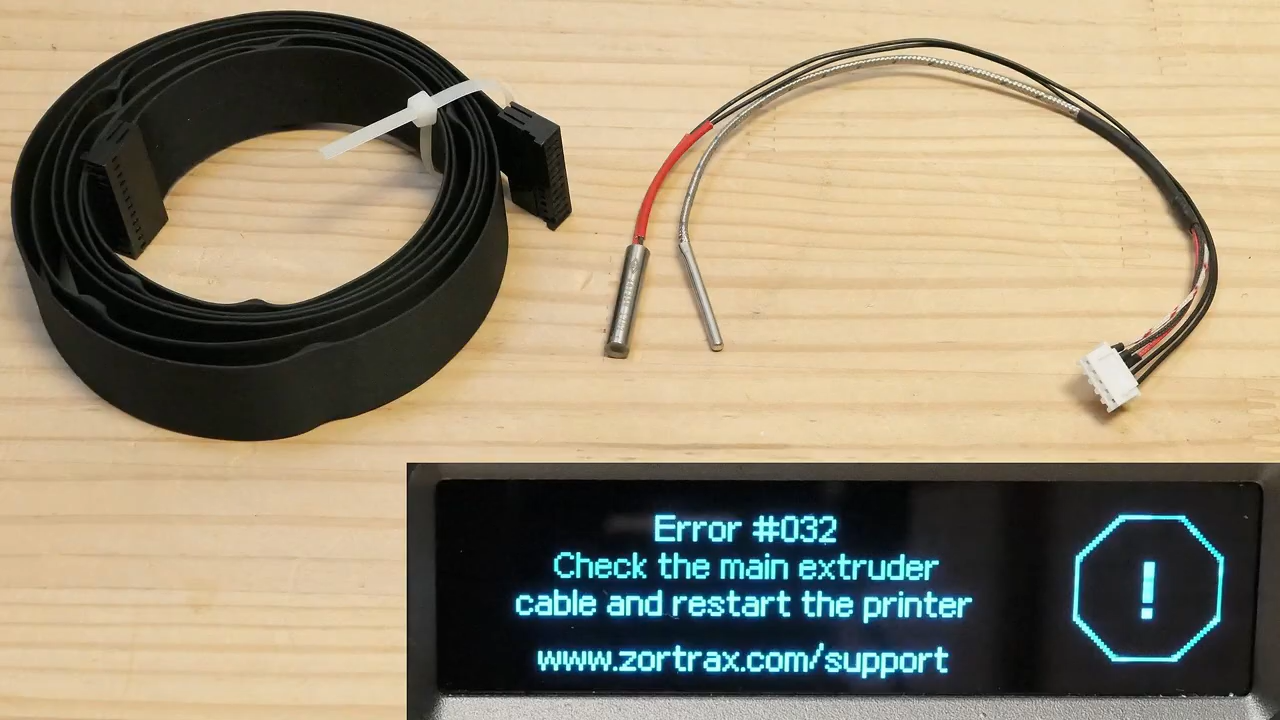 Error #032
Check the main extruder
cable and restart the printer
www.zortrax.com/support
!